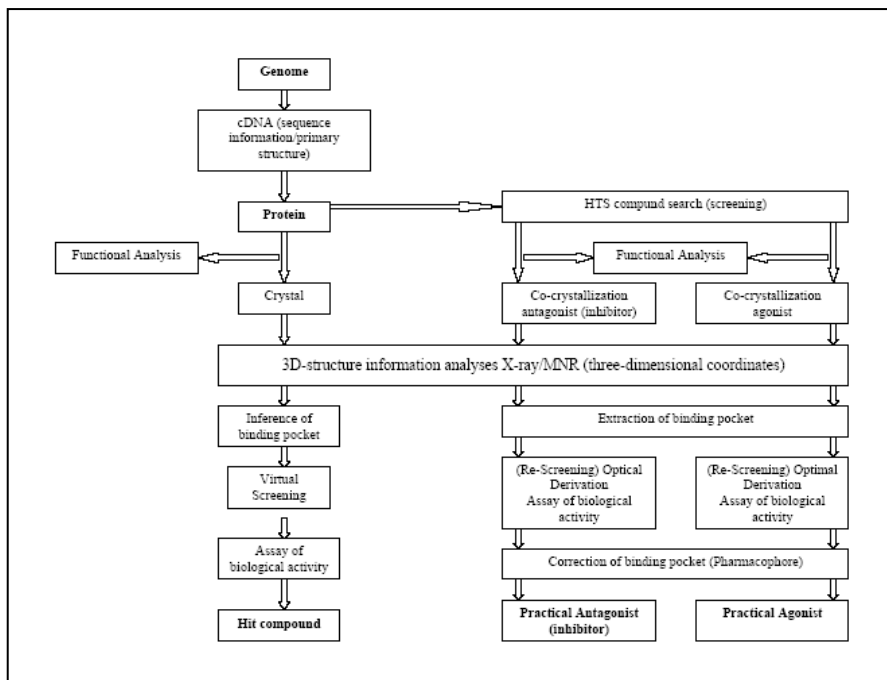 Genome
cDNA (sequence
information/primary
structure)
Protein
HTS compund search (screening)
Functional Analysis
Functional Analysis
Crystal
Co-crystallization
antagonist (inhibitor)
Co-crystallization
agonist
3D-structure information analyses X-ray/MNR (three-dimensional coordinates)
Inference of
binding pocket
Extraction of binding pocket
Virtual
Screening
(Re-Screening) Optical
Derivation
Assay of biological
activity
(Re-Screening) Optimal
Derivation
Assay of biological
activity
Assay of
biological activity
Correction of binding pocket (Pharmacophore)
Hit compound
Practical Antagonist
(inhibitor)
Practical Agonist